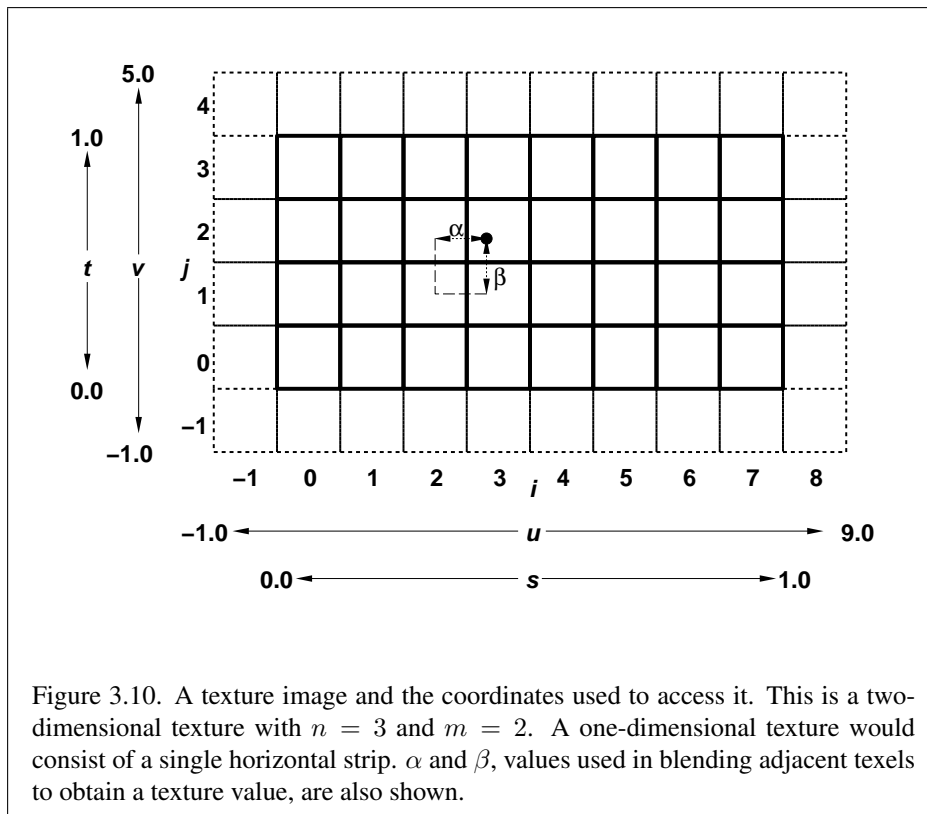 5.0
4
1.0
3
α
2
t
v
j
β
1
0
0.0
–1
–1.0
–1 0 1 2 3 4 5 6 7 8
i
–1.0 u 9.0
0.0 s 1.0
Figure 3.10. A texture image and the coordinates used to access it. This is a two-
dimensional texture with n = 3 and m = 2. A one-dimensional texture would
consist of a single horizontal strip. α and β, values used in blending adjacent texels
to obtain a texture value, are also shown.